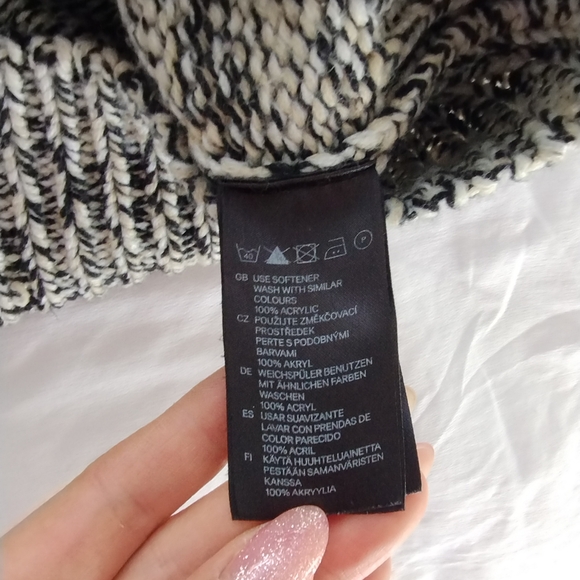 40 P
GB USE SOFTENER
WASH WITH SIMILAR
COLOURS
100% ACRYLIC
CZ POUŽIJTE ZMĚKČOVACÍ
PROSTŘEDEK
PERTE S PODOBNÝMI
BARVAMI
100% AKRYL
DE WEICHSPÜLER BENUTZEN
MIT ÄHNLICHEN FARBEN
WASCHEN
100% ACRYL
ES USAR SUAVIZANTE
LAVAR CON PRENDAS DE
COLOR PARECIDO
100% ACRIL
FI KÄYTÄ HUUHTELUAINETTA
PESTÄÄN SAMANVÄRISTEN
KANSSA
100% AKRYYLIA